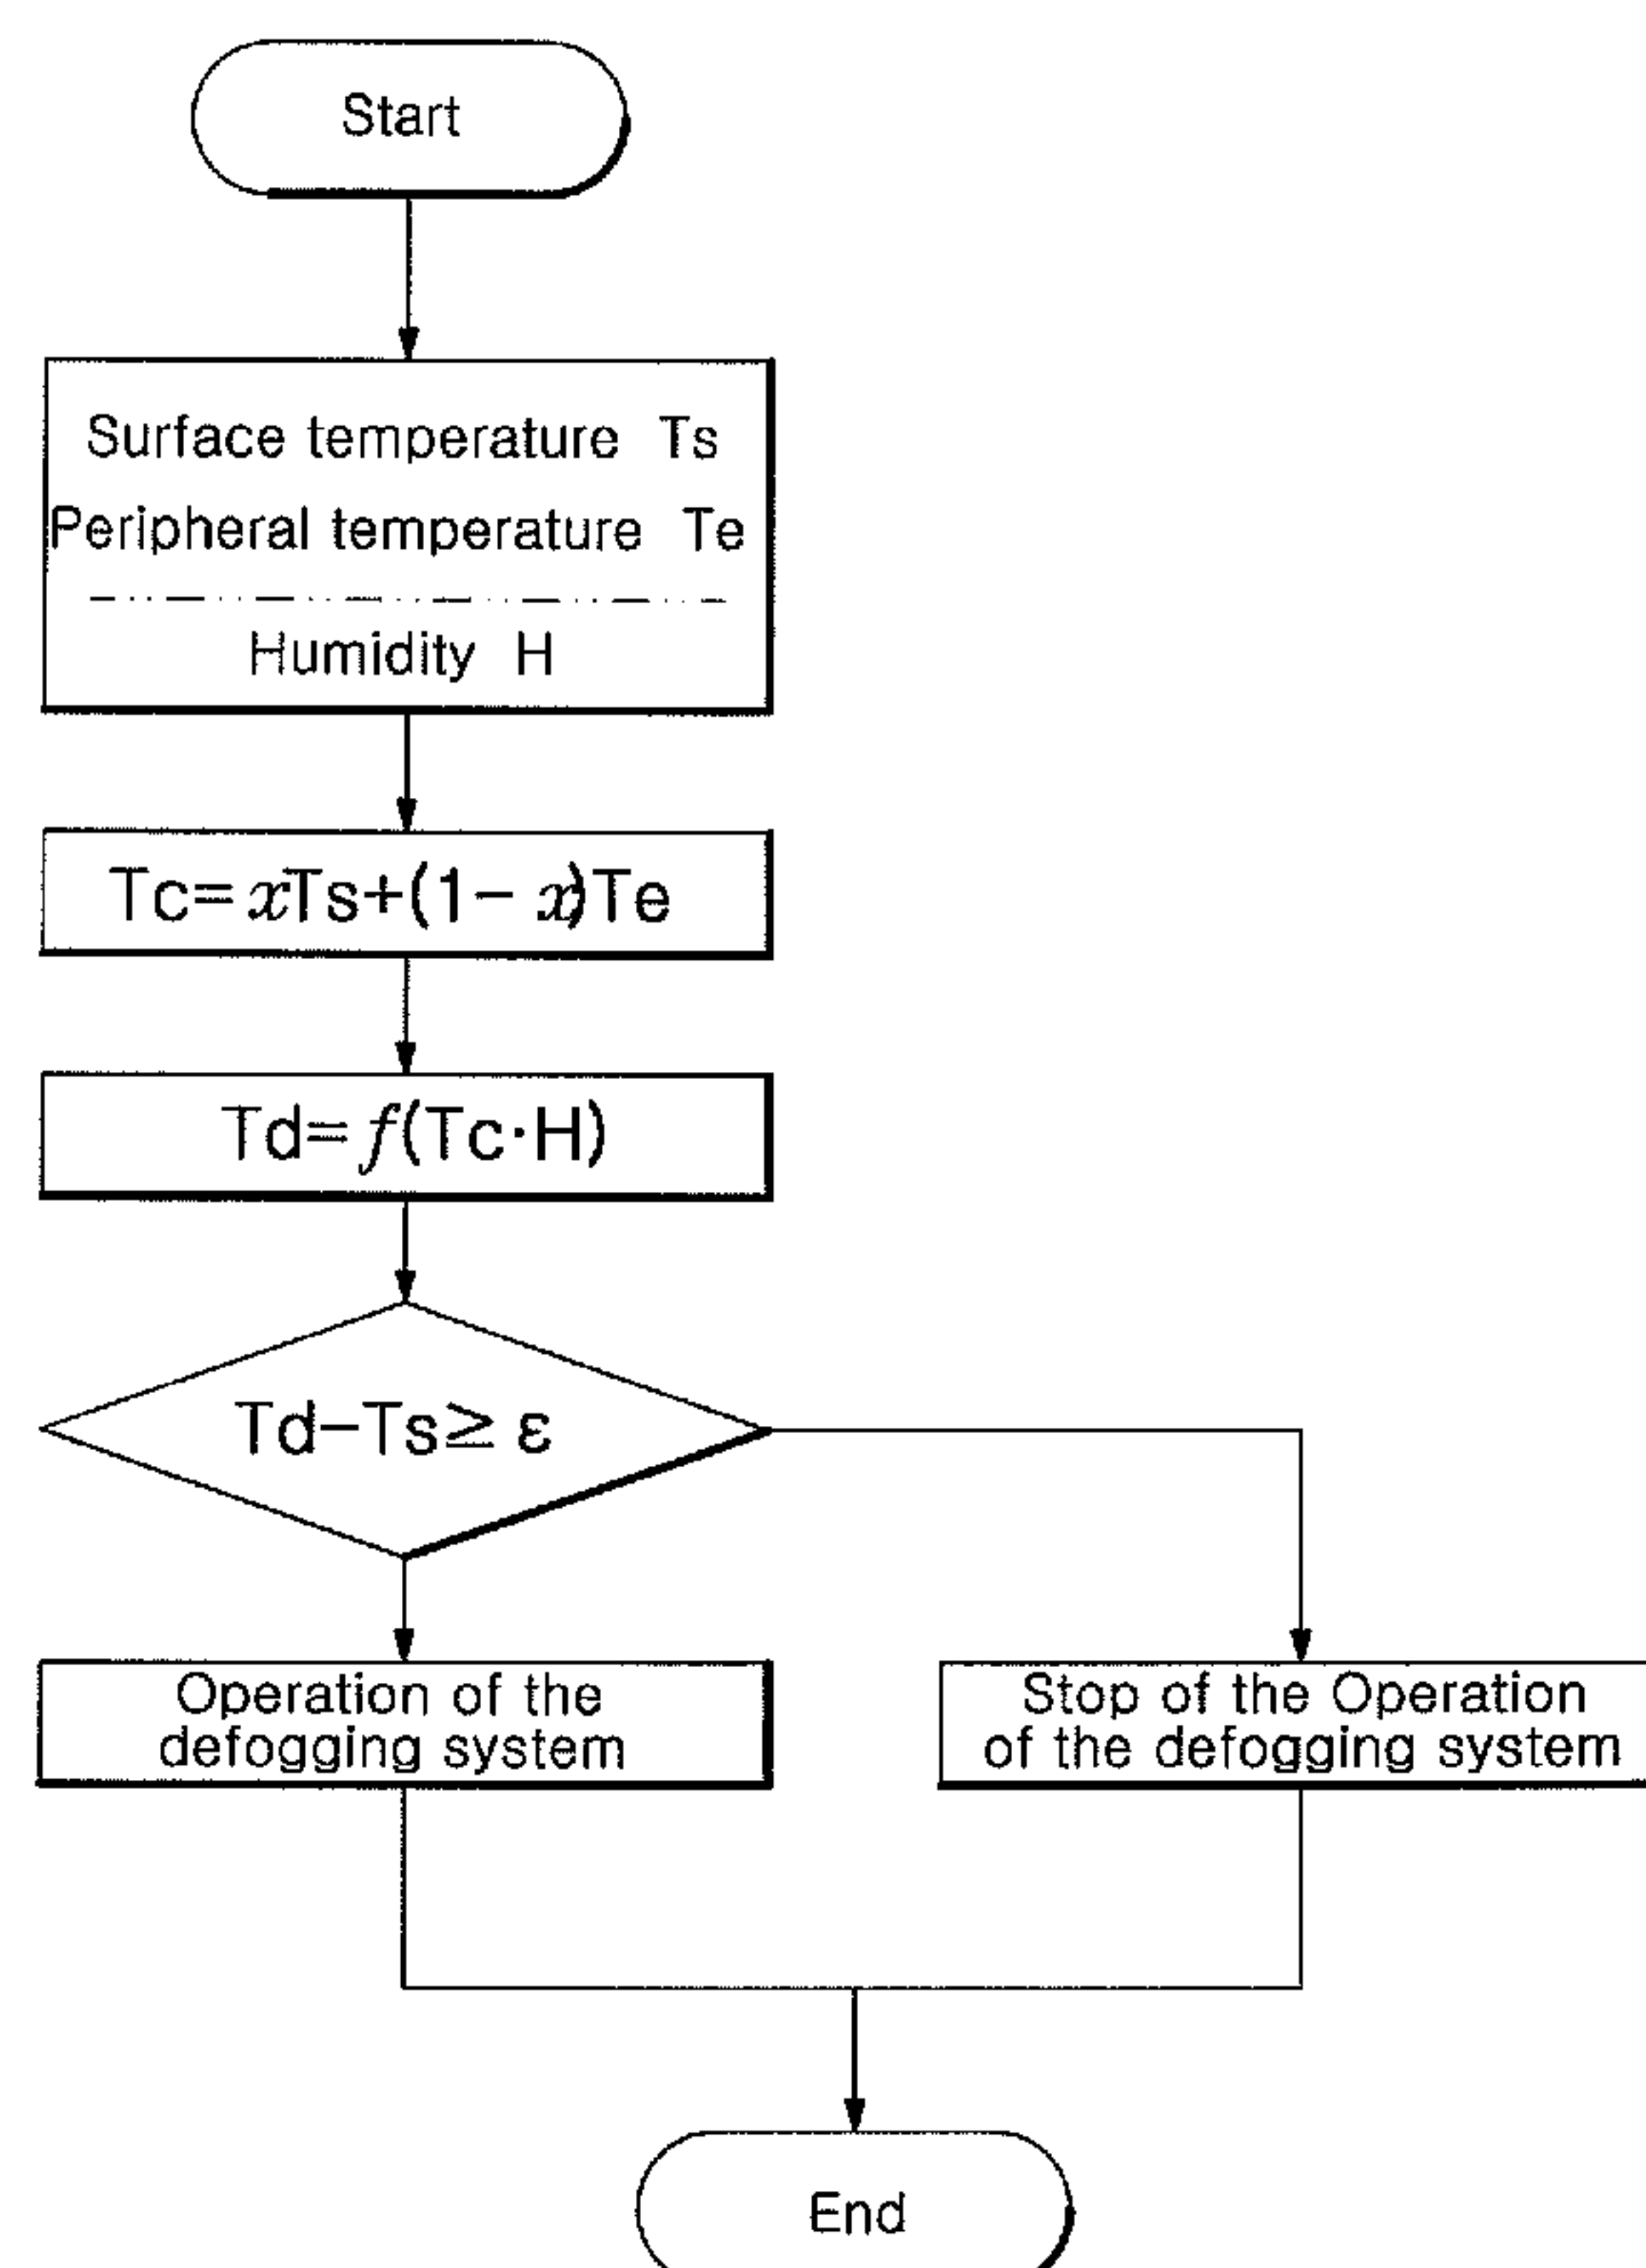 Start
Surface temperature Ts
Peripheral temperature Te
Humidity H
Tc=xTs+(1-x)Te
Td=f(Tc·H)
Td-Ts≥ ε
Operation of the
defogging system
Stop of the Operation
of the defogging system
End